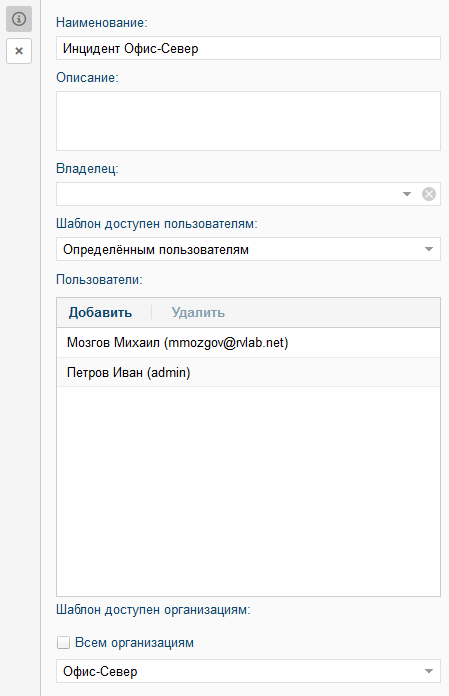 Наименование:
Инцидент Офис-Север
Описание:
Владелец:
Шаблон доступен пользователям:
Определённым пользователям
Пользователи:
Добавить Удалить
Мозгов Михаил (mmozgov@rvlab.net)
Петров Иван (admin)
Шаблон доступен организациям:
Всем организациям
Офис-Север